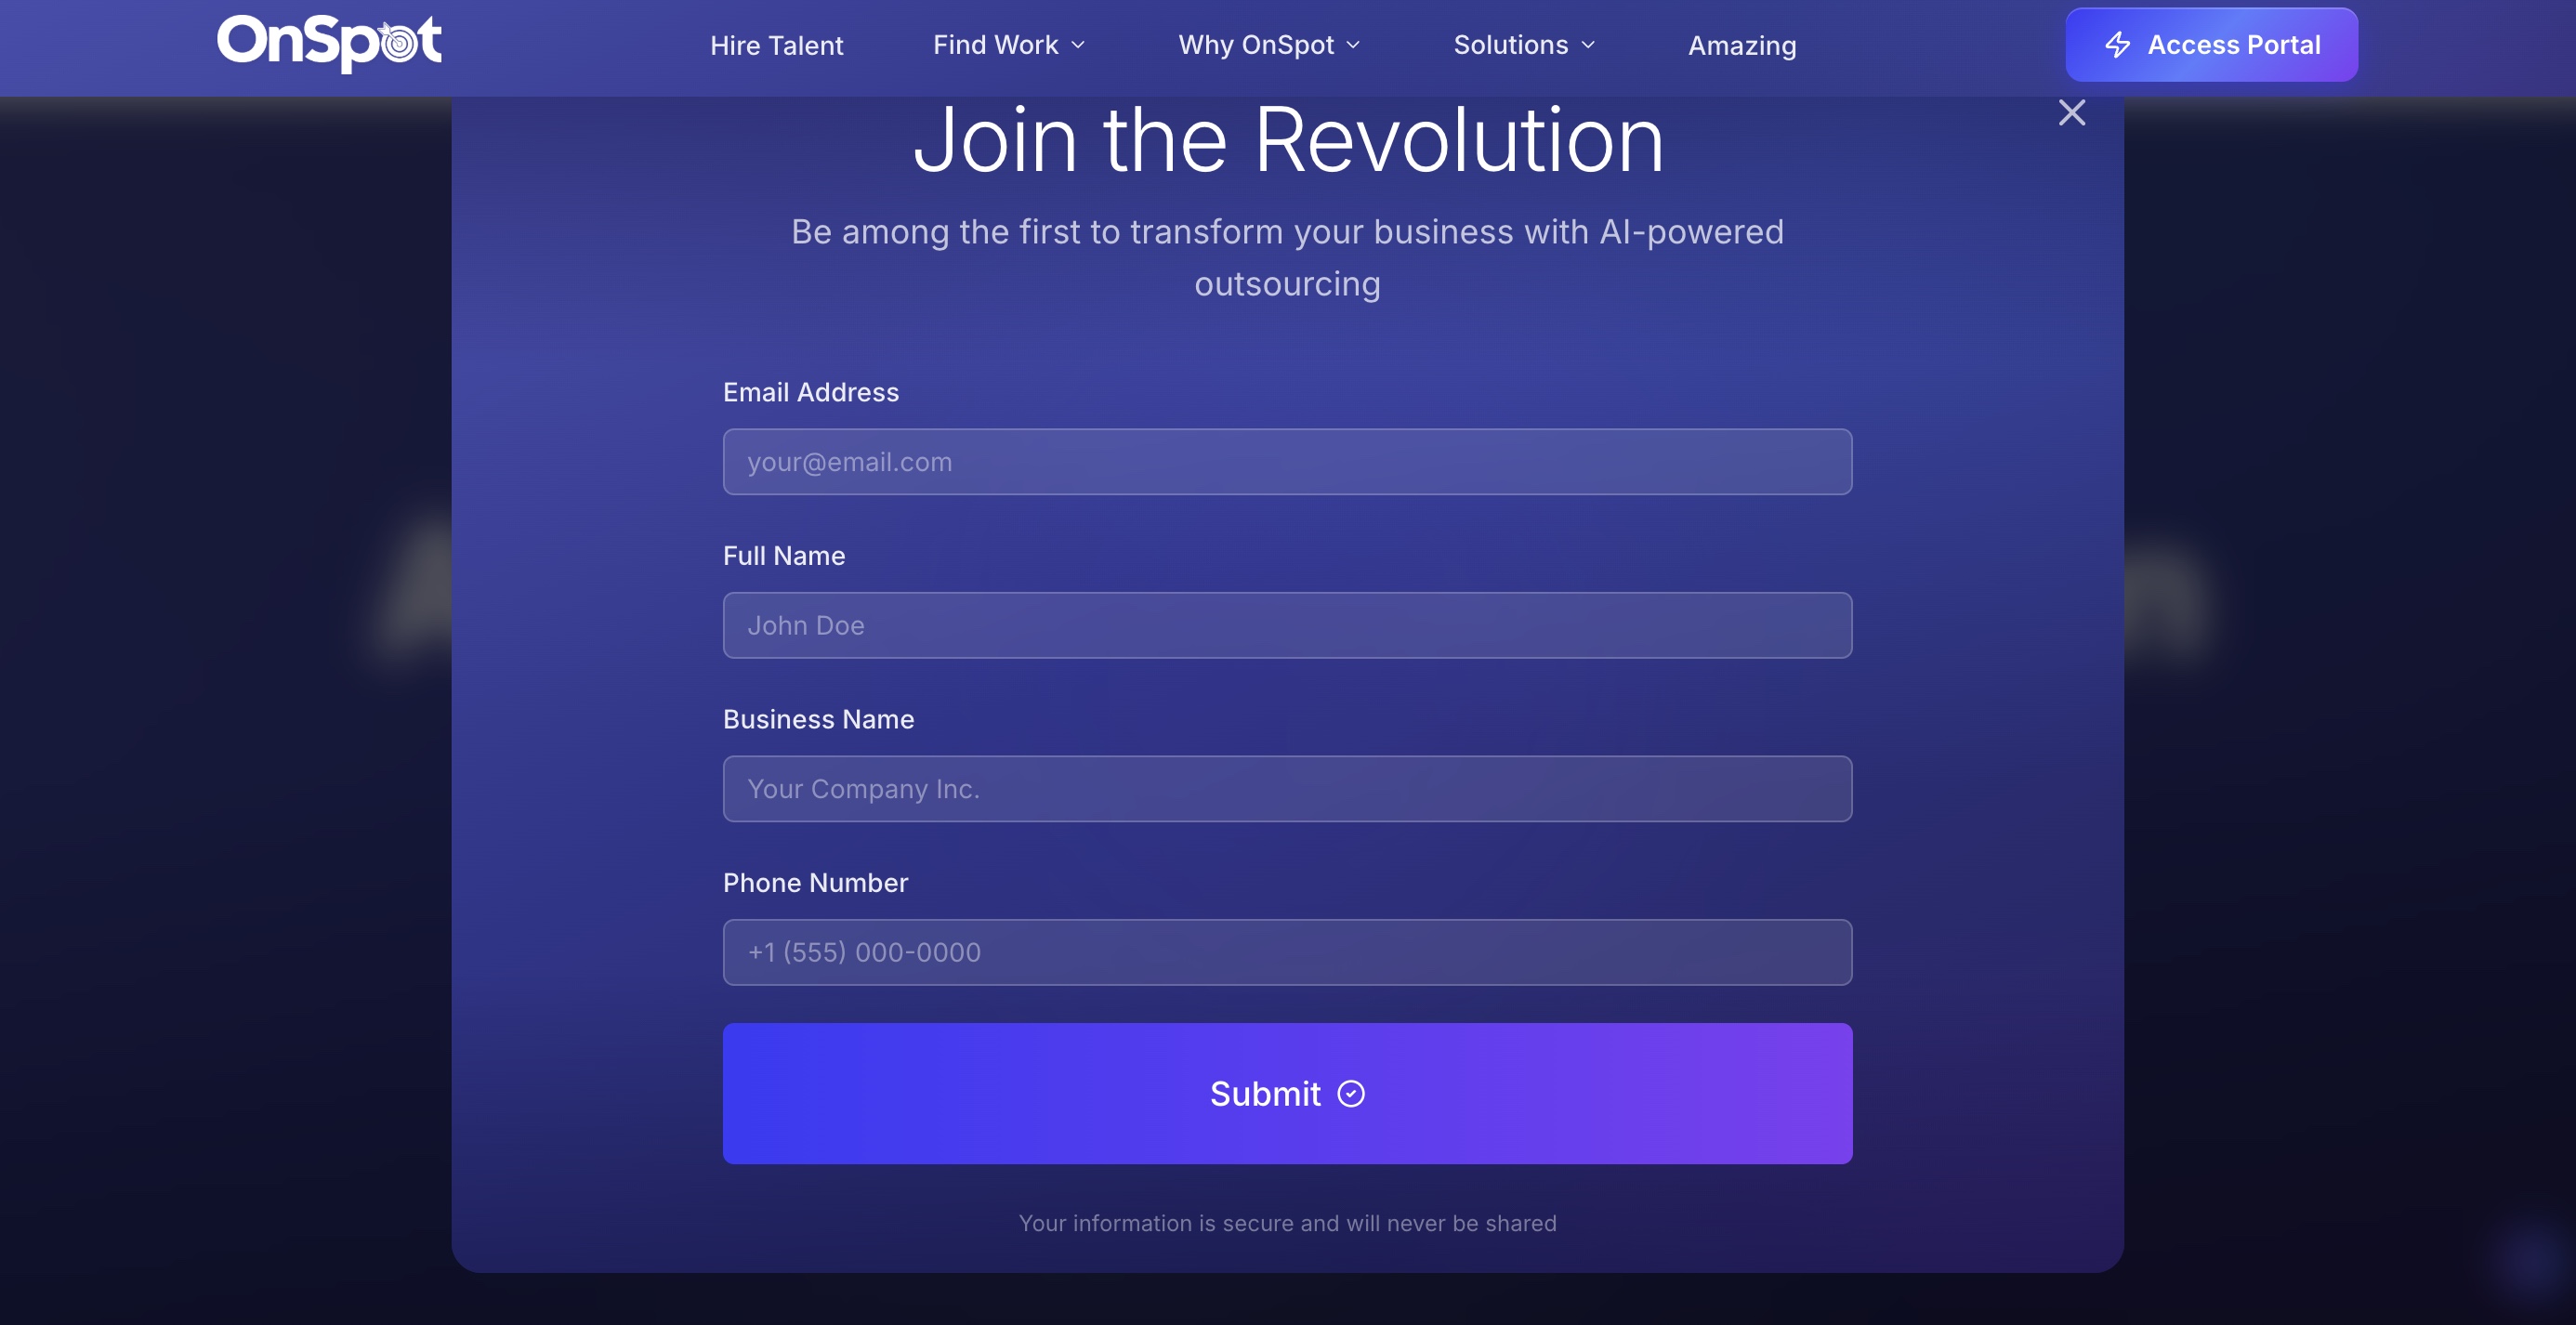 OnSpot
Hire Talent
Find Work
Why OnSpot
Solutions
Amazing
Access Portal
Join the Revolution
Be among the first to transform your business with AI-powered
outsourcing
Email Address
your@email.com
Full Name
John Doe
Business Name
Your Company Inc.
Phone Number
+1 (555) 000-0000
Submit
Your information is secure and will never be shared